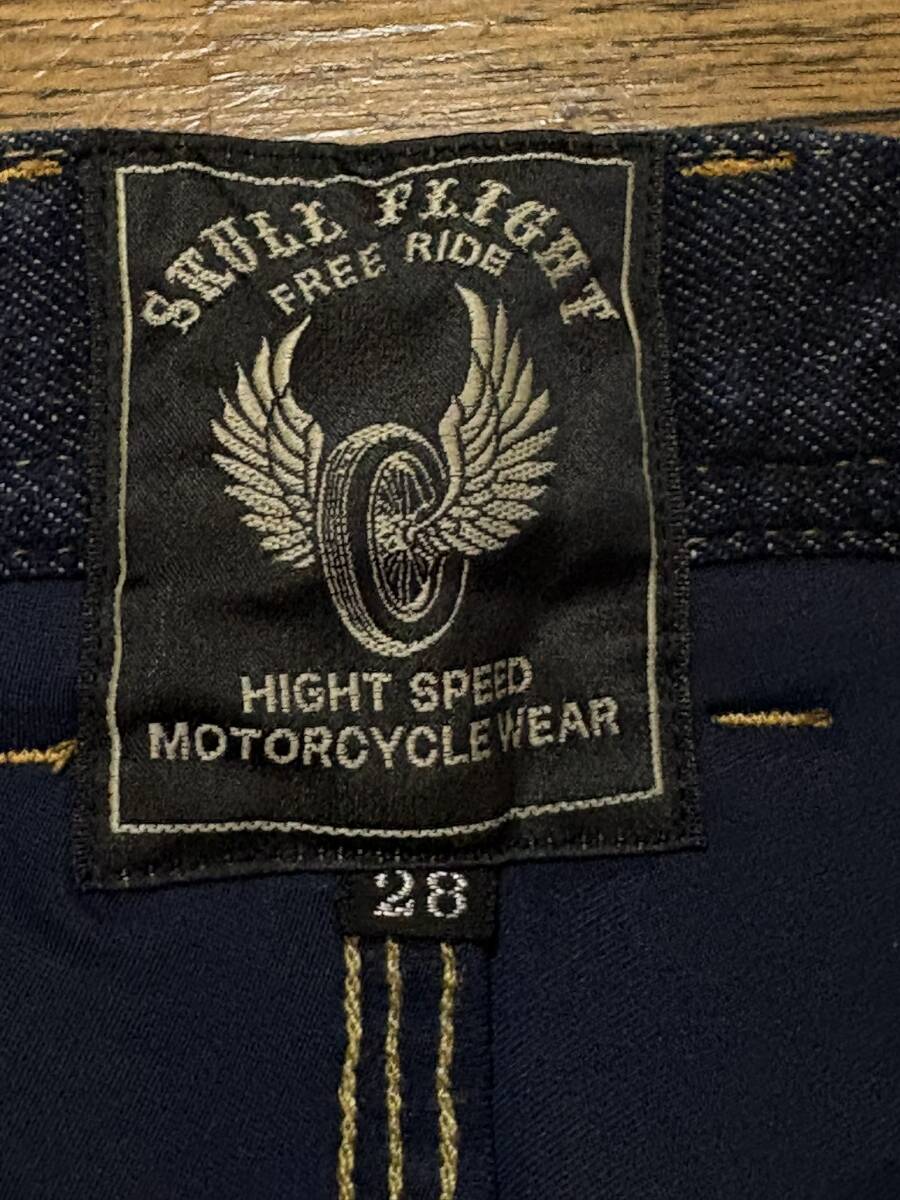 SKULL FLIGHT
FREE RIDE
HIGHT SPEED
MOTORCYCLE WEAR
28